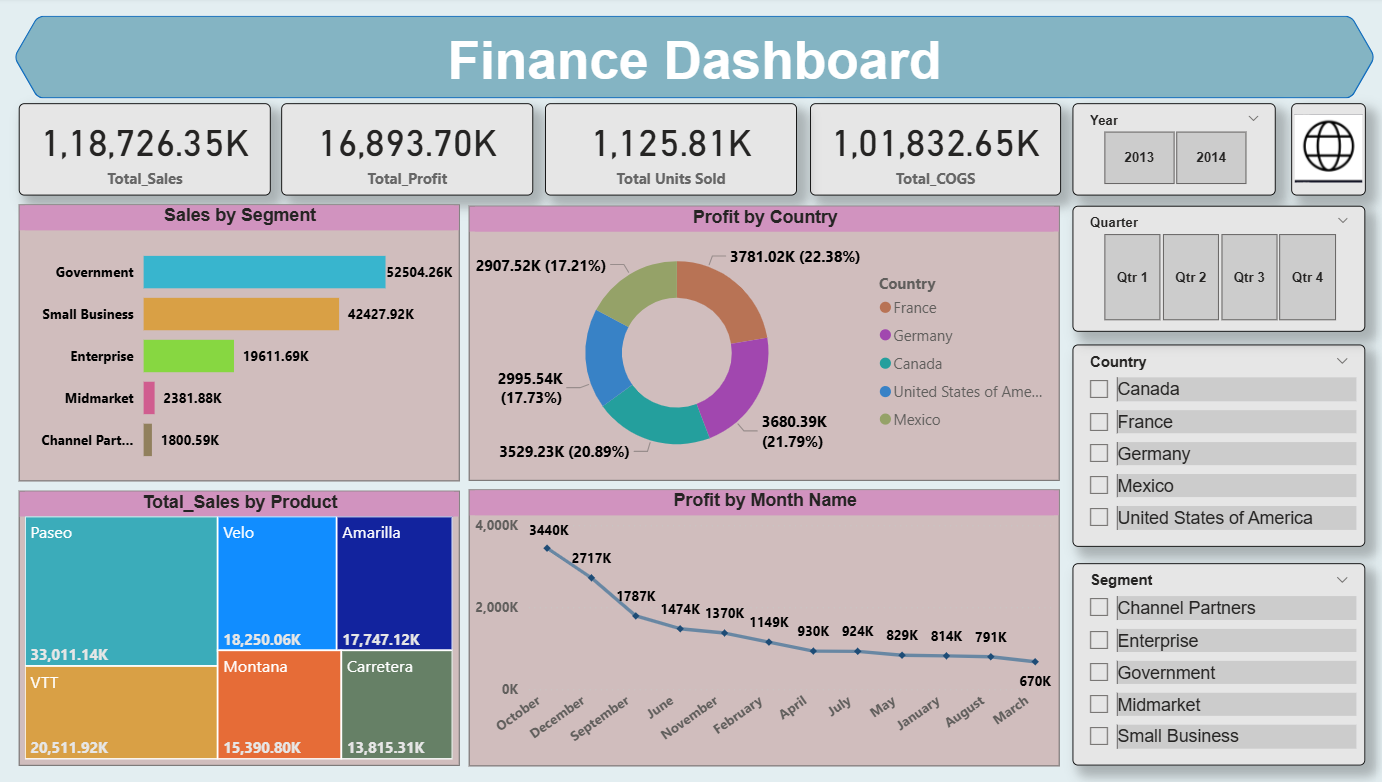 Finance Dashboard
1,18,726.35K
Total_Sales
16,893.70K
Total_Profit
1,125.81K
Total Units Sold
1,01,832.65K
Total_COGS
Year
2013
2014
Sales by Segment
Government
52504.26K
Small Business
42427.92K
Enterprise
19611.69K
Midmarket
2381.88K
Channel Part...
1800.59K
Profit by Country
3781.02K (22.38%)
2907.52K (17.21%)
2995.54K
(17.73%)
3529.23K (20.89%)
3680.39K
(21.79%)
Country
France
Germany
Canada
United States of Ame...
Mexico
Quarter
Qtr 1
Qtr 2
Qtr 3
Qtr 4
Country
Canada
France
Germany
Mexico
United States of America
Total_Sales by Product
Paseo
33,011.14K
VTT
20,511.92K
Velo
18,250.06K
Amarilla
17,747.12K
Montana
15,390.80K
Carretera
13,815.31K
Profit by Month Name
4,000K
2,000K
0K
3440K
2717K
1787K
1474K
1370K
1149K
930K
924K
829K
814K
791K
670K
October
December
September
June
November
February
April
July
May
January
August
March
Segment
Channel Partners
Enterprise
Government
Midmarket
Small Business